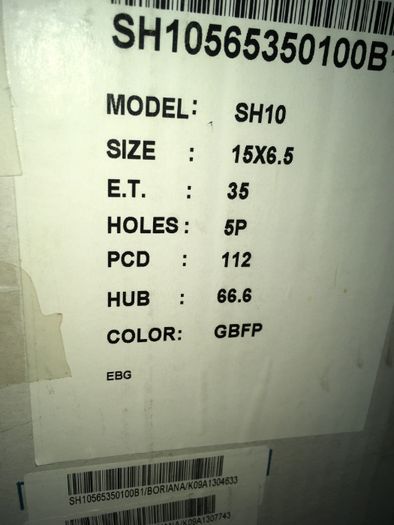 SH10565350100B1
MODEL: SH10
SIZE : 15X6.5
E.T. : 35
HOLES: 5P
PCD : 112
HUB : 66.6
COLOR: GBFP
EBG
SH10565350100B1/BORIANA/K09A1304633
/K09A1307743